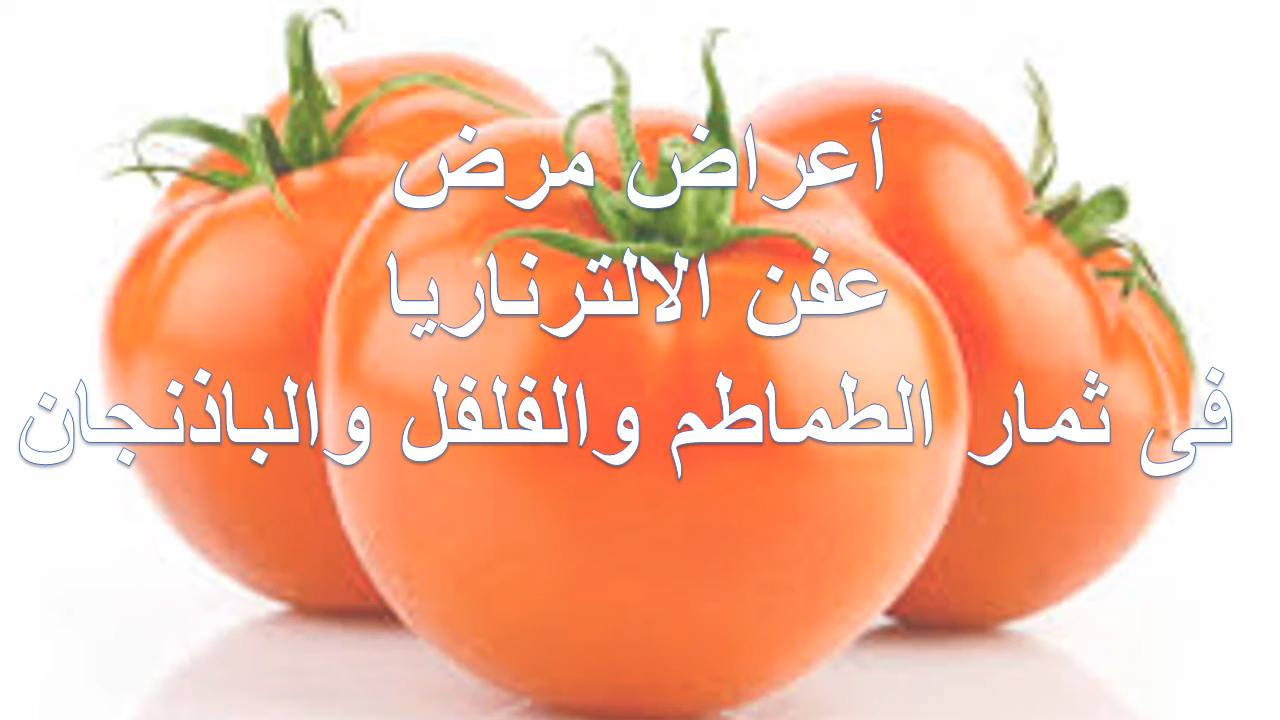 أعراض مرض
عفن الالترناريا
فى ثمار الطماطم والفلفل والباذنجان